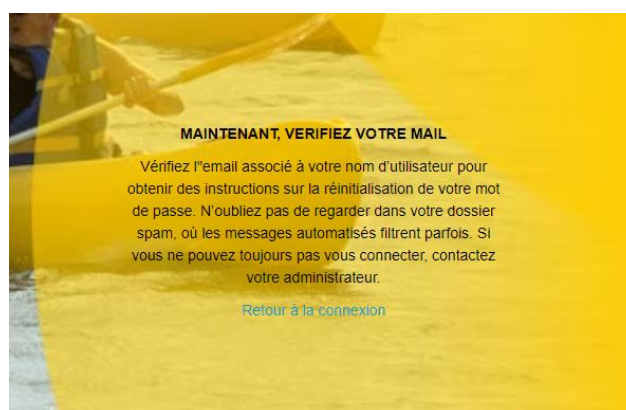 MAINTENANT, VERIFIEZ VOTRE MAIL
Vérifiez l"email associé à votre nom d'utilisateur pour
obtenir des instructions sur la réinitialisation de votre mot
de passe. N'oubliez pas de regarder dans votre dossier
spam, où les messages automatisés filtrent parfois. Si
vous ne pouvez toujours pas vous connecter, contactez
votre administrateur.
Retour à la connexion